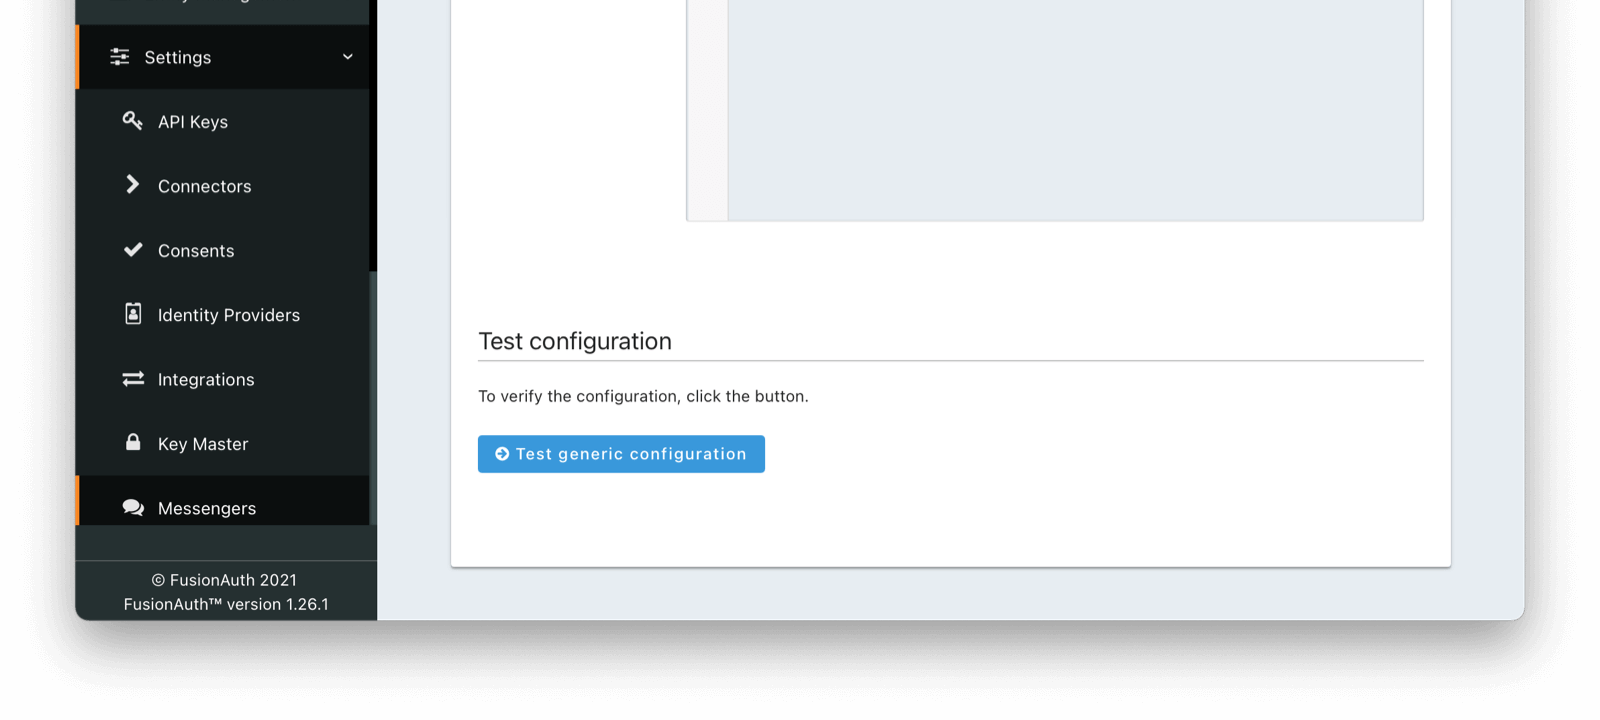 Settings
API Keys
Connectors
Consents
Identity Providers
Integrations
Key Master
Messengers
© FusionAuth 2021
FusionAuth™ version 1.26.1
Test configuration
To verify the configuration, click the button.
Test generic configuration